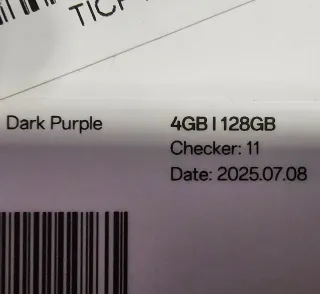 Dark Purple
4GB | 128GB
Checker: 11
Date: 2025.07.08